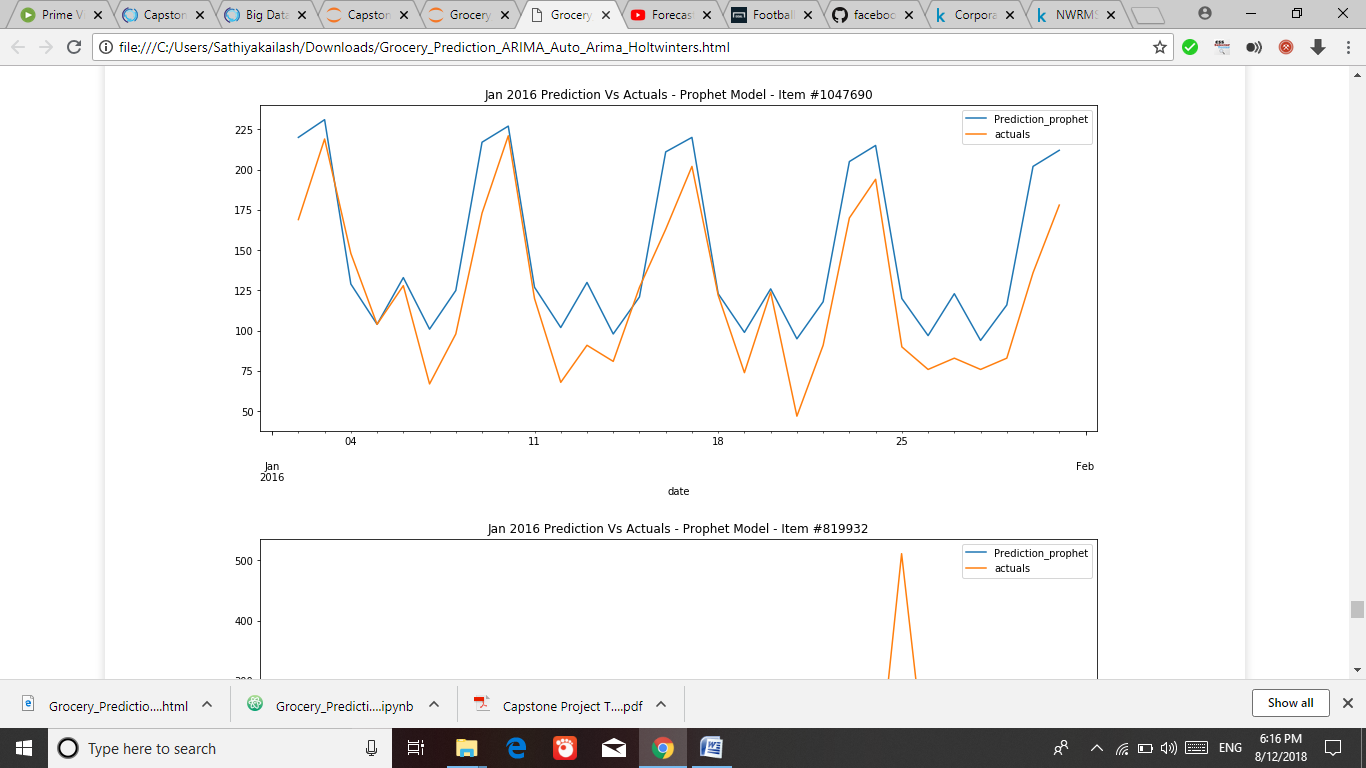 Prime V
Capston
Big Data
Capston
Grocery
Grocery
Forecas
Football
faceboo
Corpora
NWRMS
file:///C:/Users/Sathiyakailash/Downloads/Grocery_Prediction_ARIMA_Auto_Arima_Holtwinters.html
Jan 2016 Prediction Vs Actuals - Prophet Model - Item #1047690
Prediction_prophet
actuals
225
200
175
150
125
100
75
50
04
11
18
25
Jan
2016
Feb
date
Jan 2016 Prediction Vs Actuals - Prophet Model - Item #819932
Prediction_prophet
actuals
500
400
300
Grocery_Predictio....html
Grocery_Predicti....ipynb
Capstone Project T....pdf
Show all
Type here to search
ENG
6:16 PM
8/12/2018